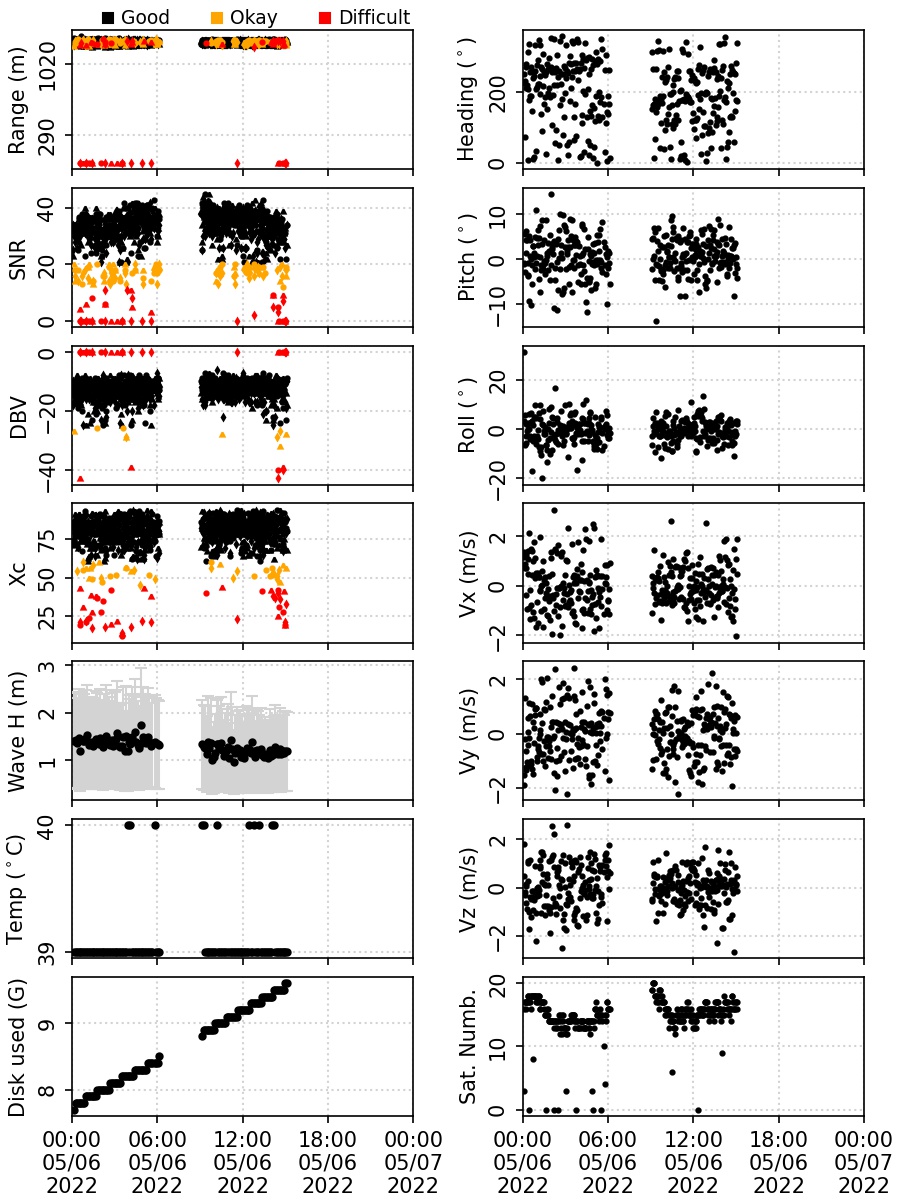 Good Okay Difficult
Range (m)
1020
290
Heading (°)
200
0
SNR
40
20
0
Pitch (°)
10
0
−10
DBV
0
−20
−40
Roll (°)
20
0
−20
Xc
75
50
25
Vx (m/s)
2
0
−2
Wave H (m)
3
2
1
Vy (m/s)
2
0
−2
Temp (°C)
40
39
Vz (m/s)
2
0
−2
Disk used (G)
9
8
Sat. Numb.
20
10
0
00:00 06:00 12:00 18:00 00:00
05/06 05/06 05/06 05/06 05/07
2022 2022 2022 2022 2022
00:00 06:00 12:00 18:00 00:00
05/06 05/06 05/06 05/06 05/07
2022 2022 2022 2022 2022